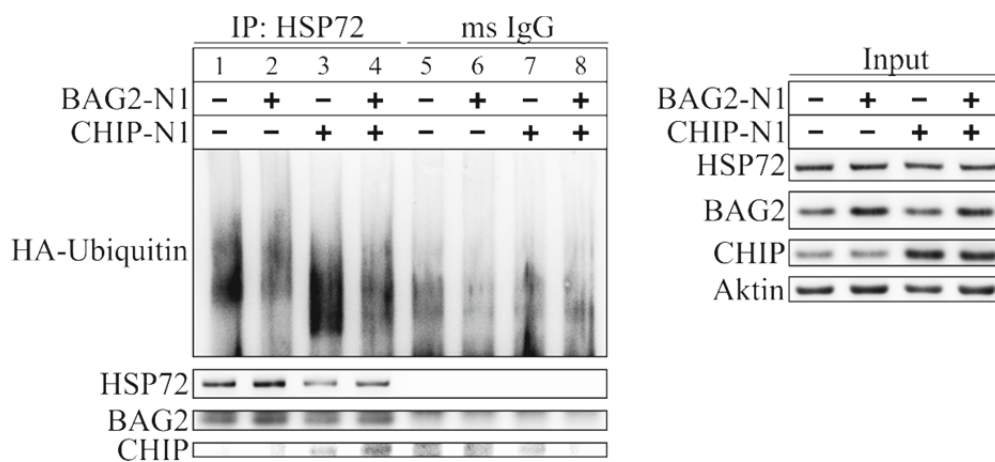 IP: HSP72 ms IgG
1 2 3 4 5 6 7 8
BAG2-N1 − + − + − + − +
CHIP-N1 − − + + − − + +
HA-Ubiquitin
HSP72
BAG2
CHIP
Input
BAG2-N1 − + − +
CHIP-N1 − − + +
HSP72
BAG2
CHIP
Aktin